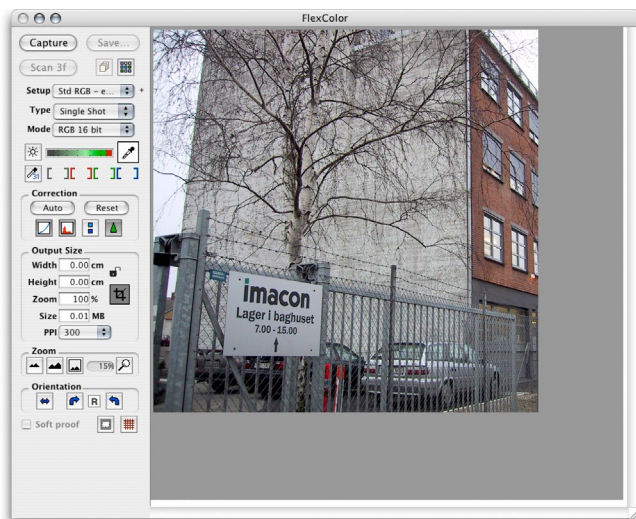 FlexColor
Capture
Save...
Scan 3f
Setup Std RGB - e...
Type Single Shot
Mode RGB 16 bit
31
Correction
Auto
Reset
Output Size
Width 0.00 cm
Height 0.00 cm
Zoom 100 %
Size 0.01 MB
PPI 300
Zoom
15%
Orientation
R
Soft proof
imacon
Lager i baghuset
7.00 - 15.00